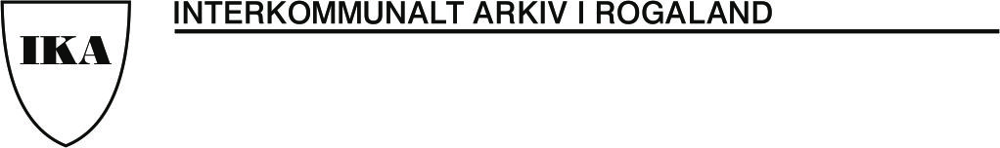 INTERKOMMUNALT ARKIV I ROGALAND
IKA